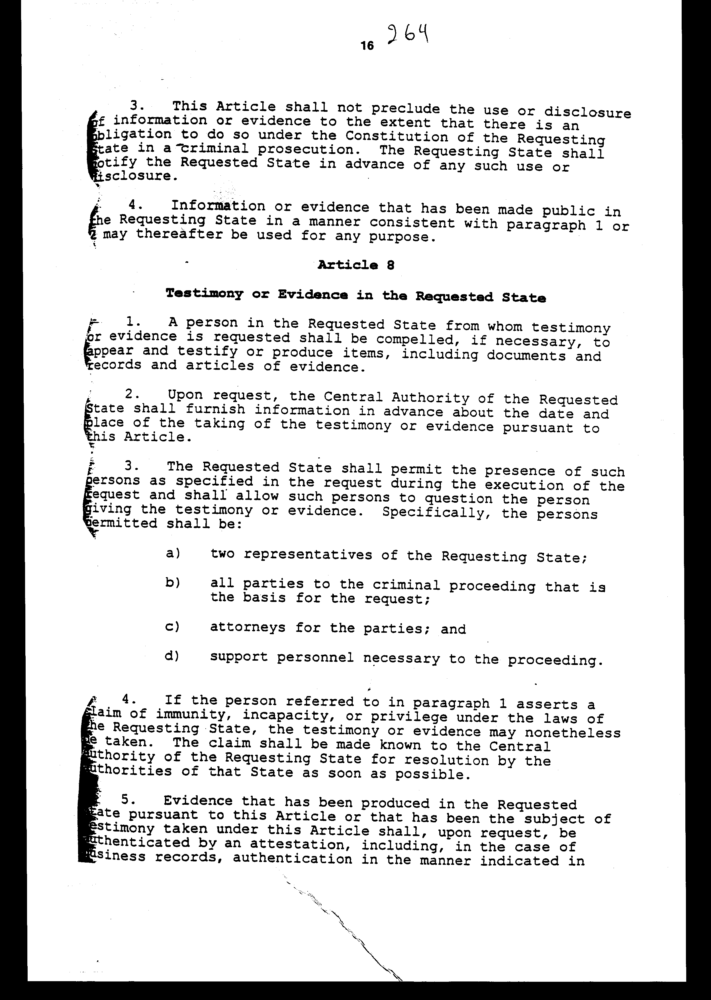 264
16
3. This Article shall not preclude the use or disclosure
of information or evidence to the extent that there is an
obligation to do so under the Constitution of the Requesting
State in a criminal prosecution. The Requesting State shall
notify the Requested State in advance of any such use or
disclosure.
4. Information or evidence that has been made public in
the Requesting State in a manner consistent with paragraph 1 or
2 may thereafter be used for any purpose.
Article 8
Testimony or Evidence in the Requested State
1. A person in the Requested State from whom testimony
or evidence is requested shall be compelled, if necessary, to
appear and testify or produce items, including documents and
records and articles of evidence.
2. Upon request, the Central Authority of the Requested
State shall furnish information in advance about the date and
place of the taking of the testimony or evidence pursuant to
this Article.
3. The Requested State shall permit the presence of such
persons as specified in the request during the execution of the
request and shall allow such persons to question the person
giving the testimony or evidence. Specifically, the persons
permitted shall be:
a) two representatives of the Requesting State;
b) all parties to the criminal proceeding that is
the basis for the request;
c) attorneys for the parties; and
d) support personnel necessary to the proceeding.
4. If the person referred to in paragraph 1 asserts a
claim of immunity, incapacity, or privilege under the laws of
the Requesting State, the testimony or evidence may nonetheless
be taken. The claim shall be made known to the Central
Authority of the Requesting State for resolution by the
authorities of that State as soon as possible.
5. Evidence that has been produced in the Requested
State pursuant to this Article or that has been the subject of
testimony taken under this Article shall, upon request, be
authenticated by an attestation, including, in the case of
business records, authentication in the manner indicated in